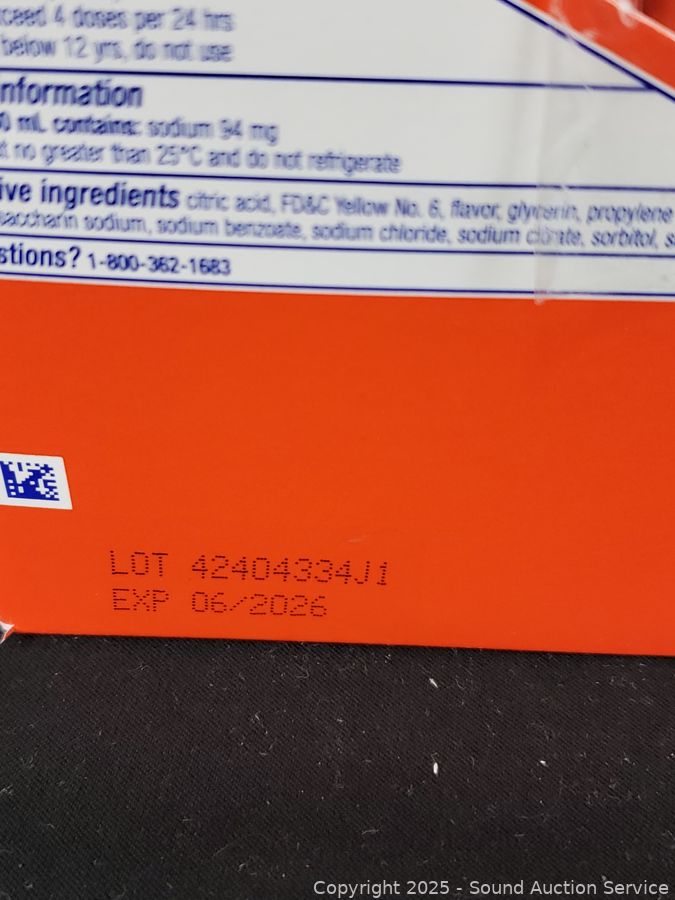 xceed 4 doses per 24 hrs
below 12 yrs, do not use
nformation
0 mL contains: sodium 94 mg
t no greater than 25°C and do not refrigerate
ive ingredients citric acid, FD&C Yellow No. 6, flavor, glycerin, propylene
saccharin sodium, sodium benzoate, sodium chloride, sodium citrate, sorbitol, s
stions? 1-800-362-1683
LOT 42404334J1
EXP 06/2026
Copyright 2025 - Sound Auction Service